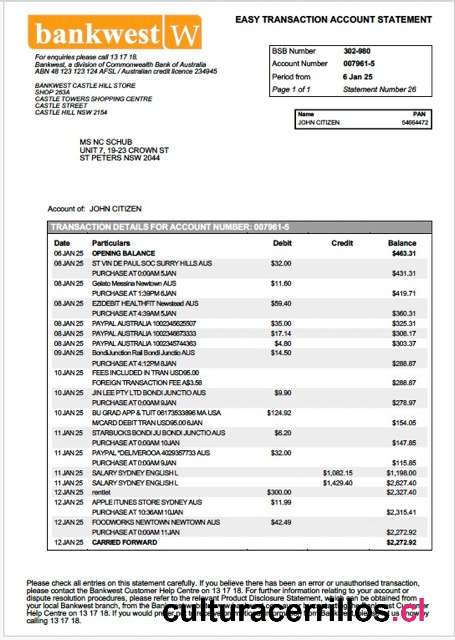 bankwest W
EASY TRANSACTION ACCOUNT STATEMENT
For enquiries please call 13 17 18.
Bankwest, a division of Commonwealth Bank of Australia
ABN 48 123 123 124 AFSL / Australian credit licence 234945
BANKWEST CASTLE HILL STORE
SHOP 263A
CASTLE TOWERS SHOPPING CENTRE
CASTLE STREET
CASTLE HILL NSW 2154
BSB Number 302-980
Account Number 007961-5
Period from 6 Jan 25
Page 1 of 1 Statement Number 26
Name PAN
JOHN CITIZEN 54664472
MS NC SCHUB
UNIT 7, 19-23 CROWN ST
ST PETERS NSW 2044
Account of: JOHN CITIZEN
TRANSACTION DETAILS FOR ACCOUNT NUMBER: 007961-5
Date Particulars Debit Credit Balance
06 JAN 25 OPENING BALANCE $463.31
08 JAN 25 ST VIN DE PAUL SOC SURRY HILLS AUS $32.00
PURCHASE AT 0:00AM 5JAN $431.31
08 JAN 25 Gelato Messina Newtown AUS $11.60
PURCHASE AT 1:39PM 6JAN $419.71
08 JAN 25 EZIDEBIT HEALTHFIT Newstead AUS $59.40
PURCHASE AT 4:39AM 5JAN $360.31
08 JAN 25 PAYPAL AUSTRALIA 1002345625507 $35.00 $325.31
08 JAN 25 PAYPAL AUSTRALIA 1002346673333 $17.14 $308.17
08 JAN 25 PAYPAL AUSTRALIA 1002345744363 $4.80 $303.37
09 JAN 25 BondiJunction Rail Bondi Junctio AUS $14.50
PURCHASE AT 4:12PM 8JAN $288.87
10 JAN 25 FEES INCLUDED IN TRAN USD95.00
FOREIGN TRANSACTION FEE A$3.58 $288.87
10 JAN 25 JIN LEE PTY LTD BONDI JUNCTIO AUS $9.90
PURCHASE AT 0:00AM 9JAN $278.97
10 JAN 25 BU GRAD APP & TUIT 06173533896 MA USA $124.92
M/CARD DEBIT TRAN USD95.00 6JAN $154.05
11 JAN 25 STARBUCKS BONDI JU BONDI JUNCTIO AUS $6.20
PURCHASE AT 0:00AM 10JAN $147.85
11 JAN 25 PAYPAL *DELIVEROOA 4029357733 AUS $32.00
PURCHASE AT 0:00AM 9JAN $115.85
11 JAN 25 SALARY SYDNEY ENGLISH L $1,082.15 $1,198.00
11 JAN 25 SALARY SYDNEY ENGLISH L $1,429.40 $2,627.40
12 JAN 25 rentlet $300.00 $2,327.40
12 JAN 25 APPLE ITUNES STORE SYDNEY AUS $11.99
PURCHASE AT 10:36AM 10JAN $2,315.41
12 JAN 25 FOODWORKS NEWTOWN NEWTOWN AUS $42.49
PURCHASE AT 0:00AM 11JAN $2,272.92
12 JAN 25 CARRIED FORWARD $2,272.92
Please check all entries on this statement carefully. If you believe there has been an error or unauthorised transaction,
please contact the Bankwest Customer Help Centre on 13 17 18. For further information relating to your account or
dispute resolution procedures, please refer to the relevant Product Disclosure Statement, which can be obtained from
your local Bankwest branch, from the Bankwest
Help Centre on 13 17 18. If you would prefer
calling 13 17 18.
culturacerrillos.cl